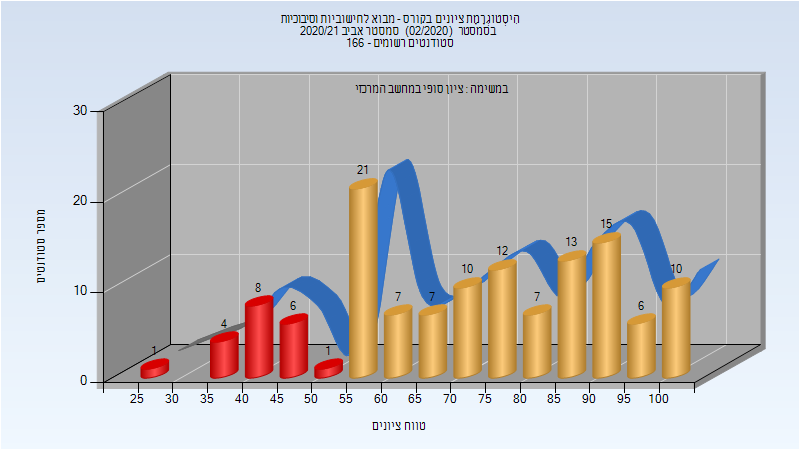 היסטוגרמת ציונים בקורס - מבוא לחישוביות וסיבוכיות
בסמסטר (02/2020) סמסטר אביב 2020/21
סטודנטים רשומים - 166
במשימה : ציון סופי במחשב המרכזי
מספר סטודנטים
30
20
10
0
1
4
8
6
1
21
7
7
10
12
7
13
15
6
10
25 30 35 40 45 50 55 60 65 70 75 80 85 90 95 100
טווח ציונים